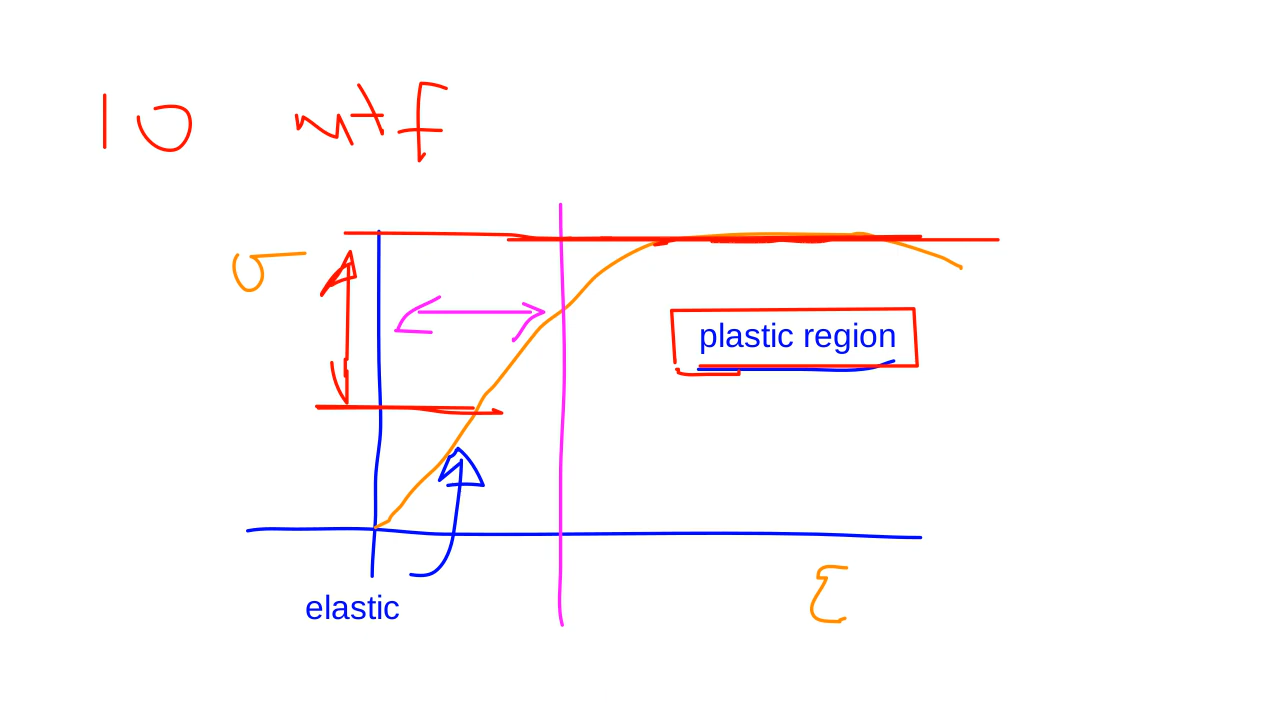 10 mtf
σ
plastic region
ε
elastic